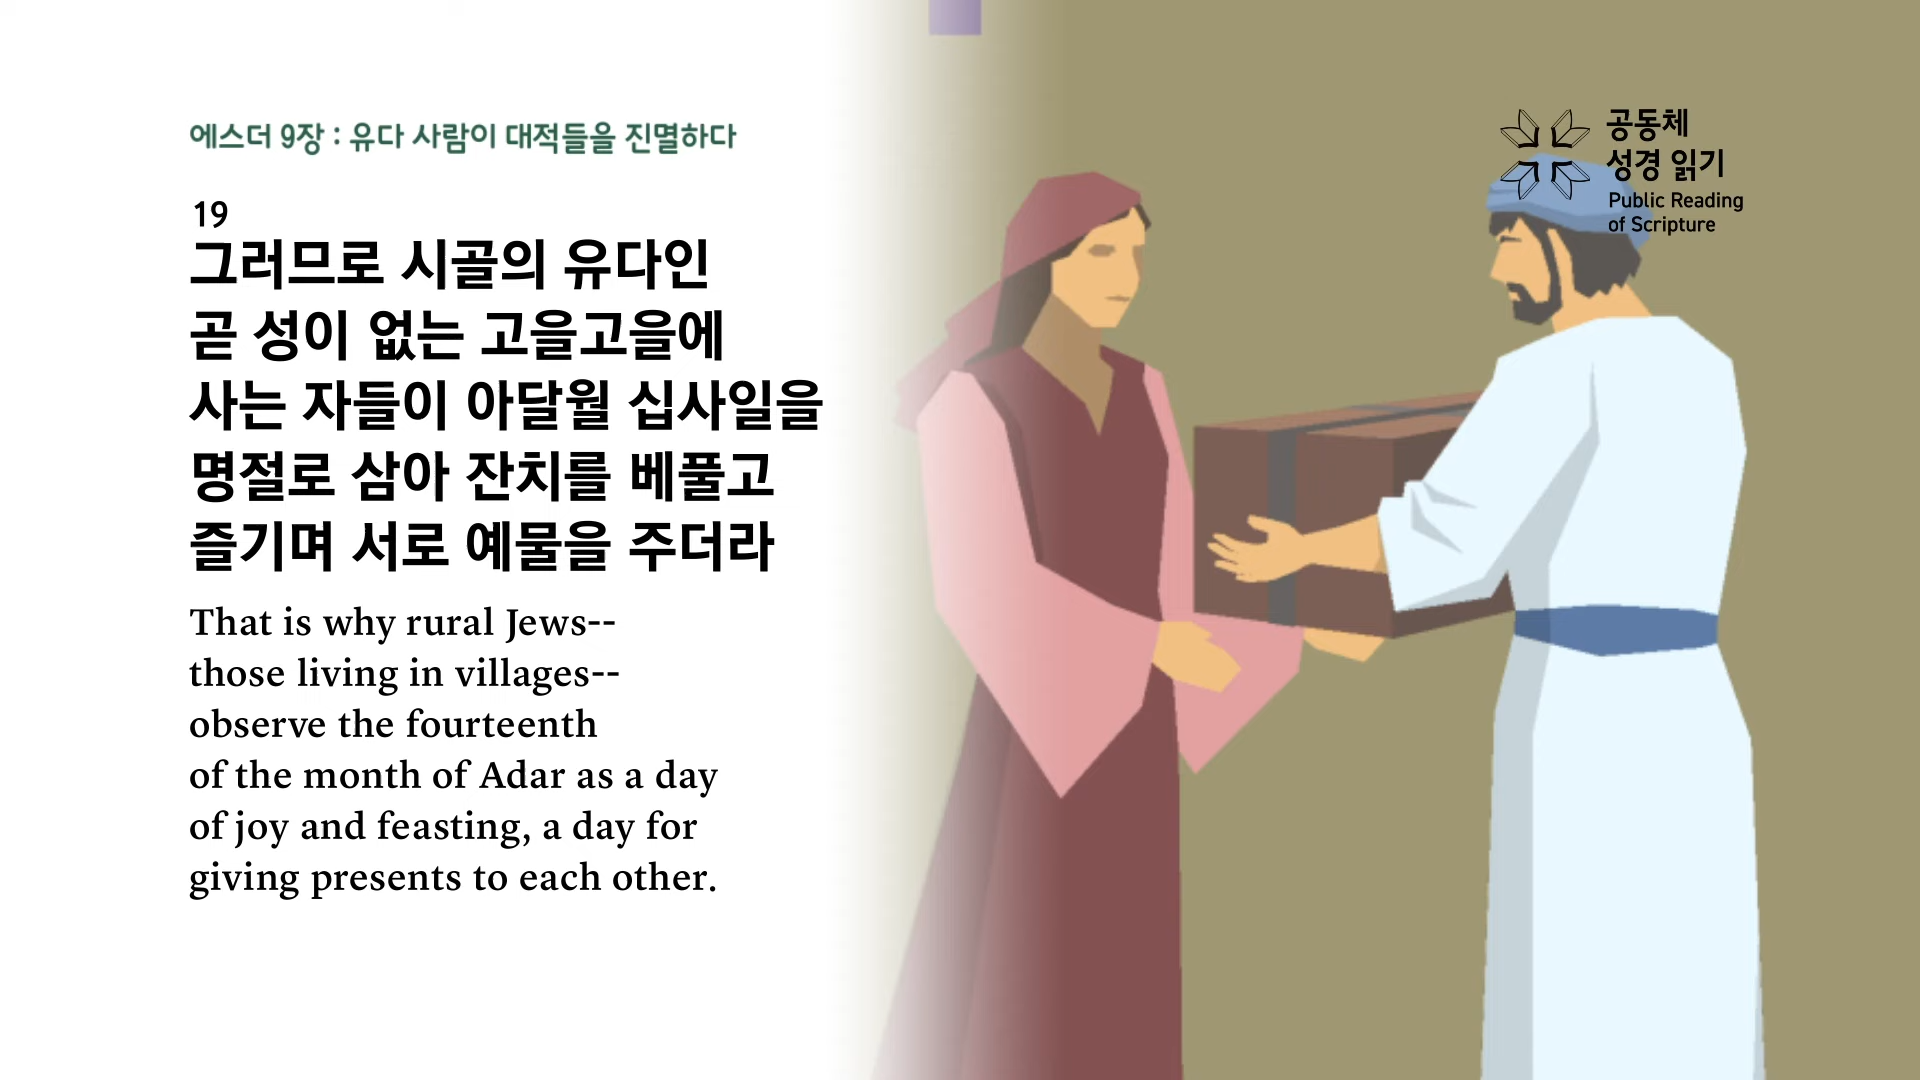 에스더 9장 : 유다 사람이 대적들을 진멸하다
19
그러므로 시골의 유다인
곧 성이 없는 고을고을에
사는 자들이 아달월 십사일을
명절로 삼아 잔치를 베풀고
즐기며 서로 예물을 주더라
That is why rural Jews--
those living in villages--
observe the fourteenth
of the month of Adar as a day
of joy and feasting, a day for
giving presents to each other.
공동체
성경 읽기
Public Reading
of Scripture